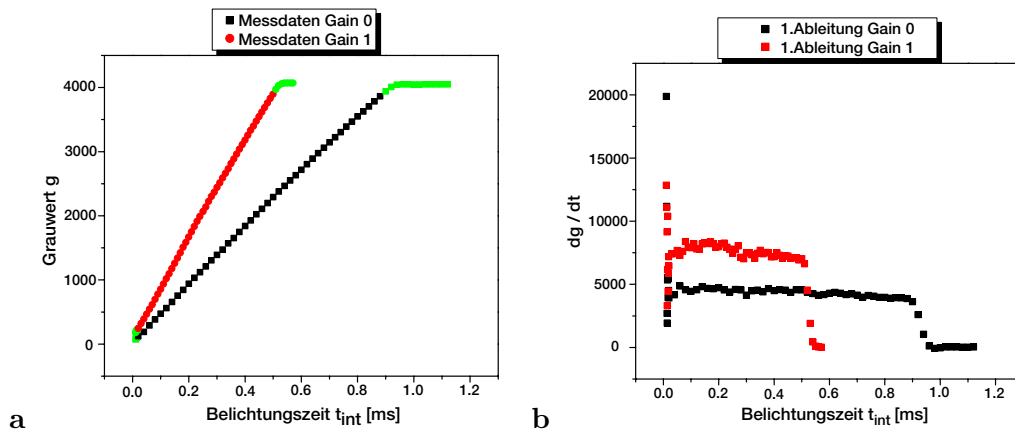 Messdaten Gain 0
Messdaten Gain 1
Grauwert g
4000
3000
2000
1000
0
0.0 0.2 0.4 0.6 0.8 1.0 1.2
Belichtungszeit t_int [ms]
a
1.Ableitung Gain 0
1.Ableitung Gain 1
dg / dt
20000
15000
10000
5000
0
0.0 0.2 0.4 0.6 0.8 1.0 1.2
Belichtungszeit t_int [ms]
b